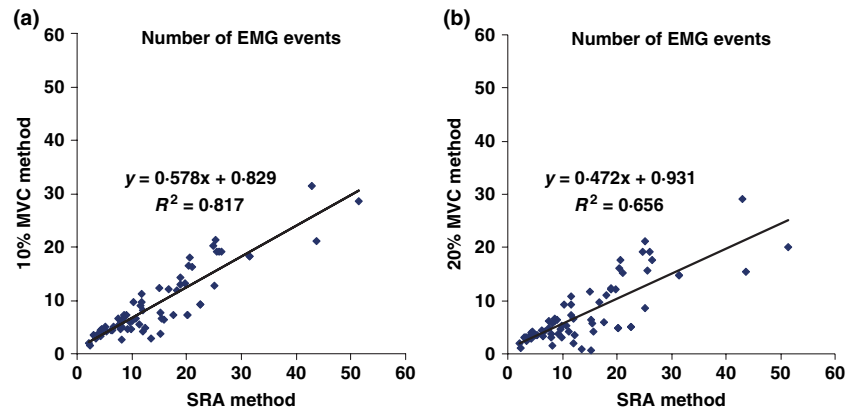 (a)
Number of EMG events
60
50
40
30
20
10
0
10% MVC method
y = 0·578x + 0·829
R² = 0·817
0 10 20 30 40 50 60
SRA method
(b)
Number of EMG events
60
50
40
30
20
10
0
20% MVC method
y = 0·472x + 0·931
R² = 0·656
0 10 20 30 40 50 60
SRA method